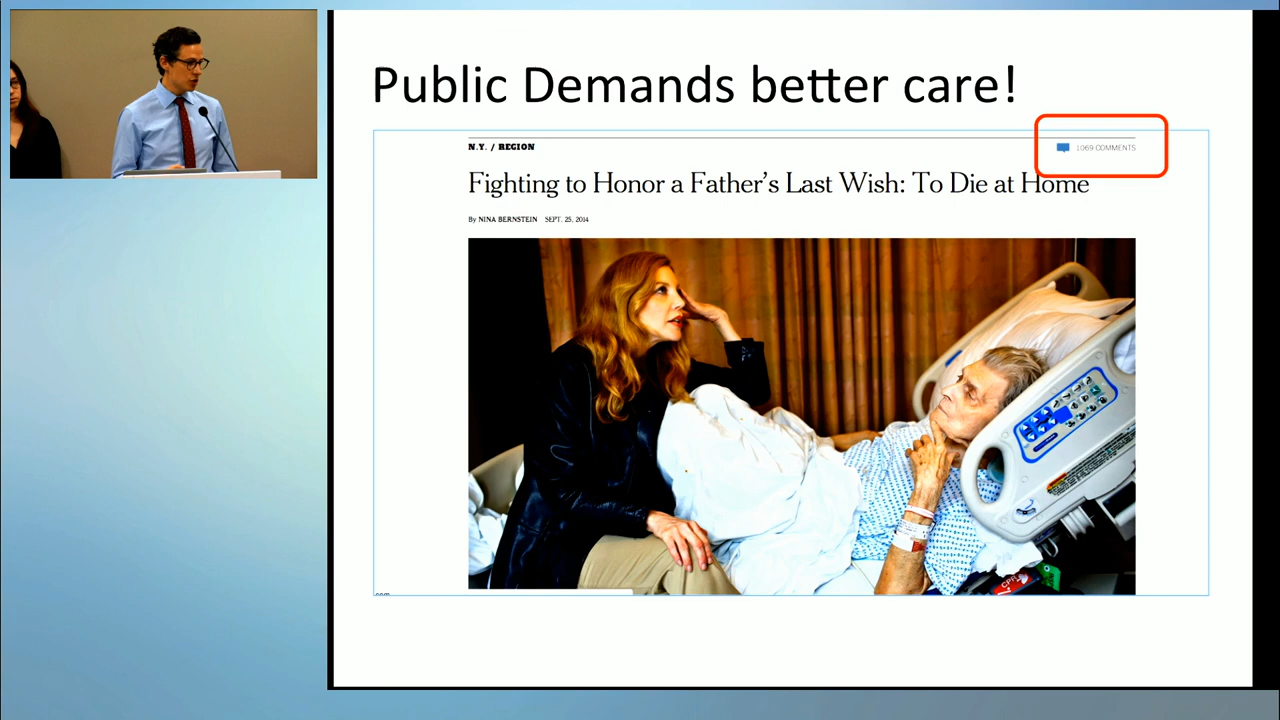 Public Demands better care!
N.Y. / REGION
1069 COMMENTS
Fighting to Honor a Father's Last Wish: To Die at Home
By NINA BERNSTEIN SEPT. 25, 2014